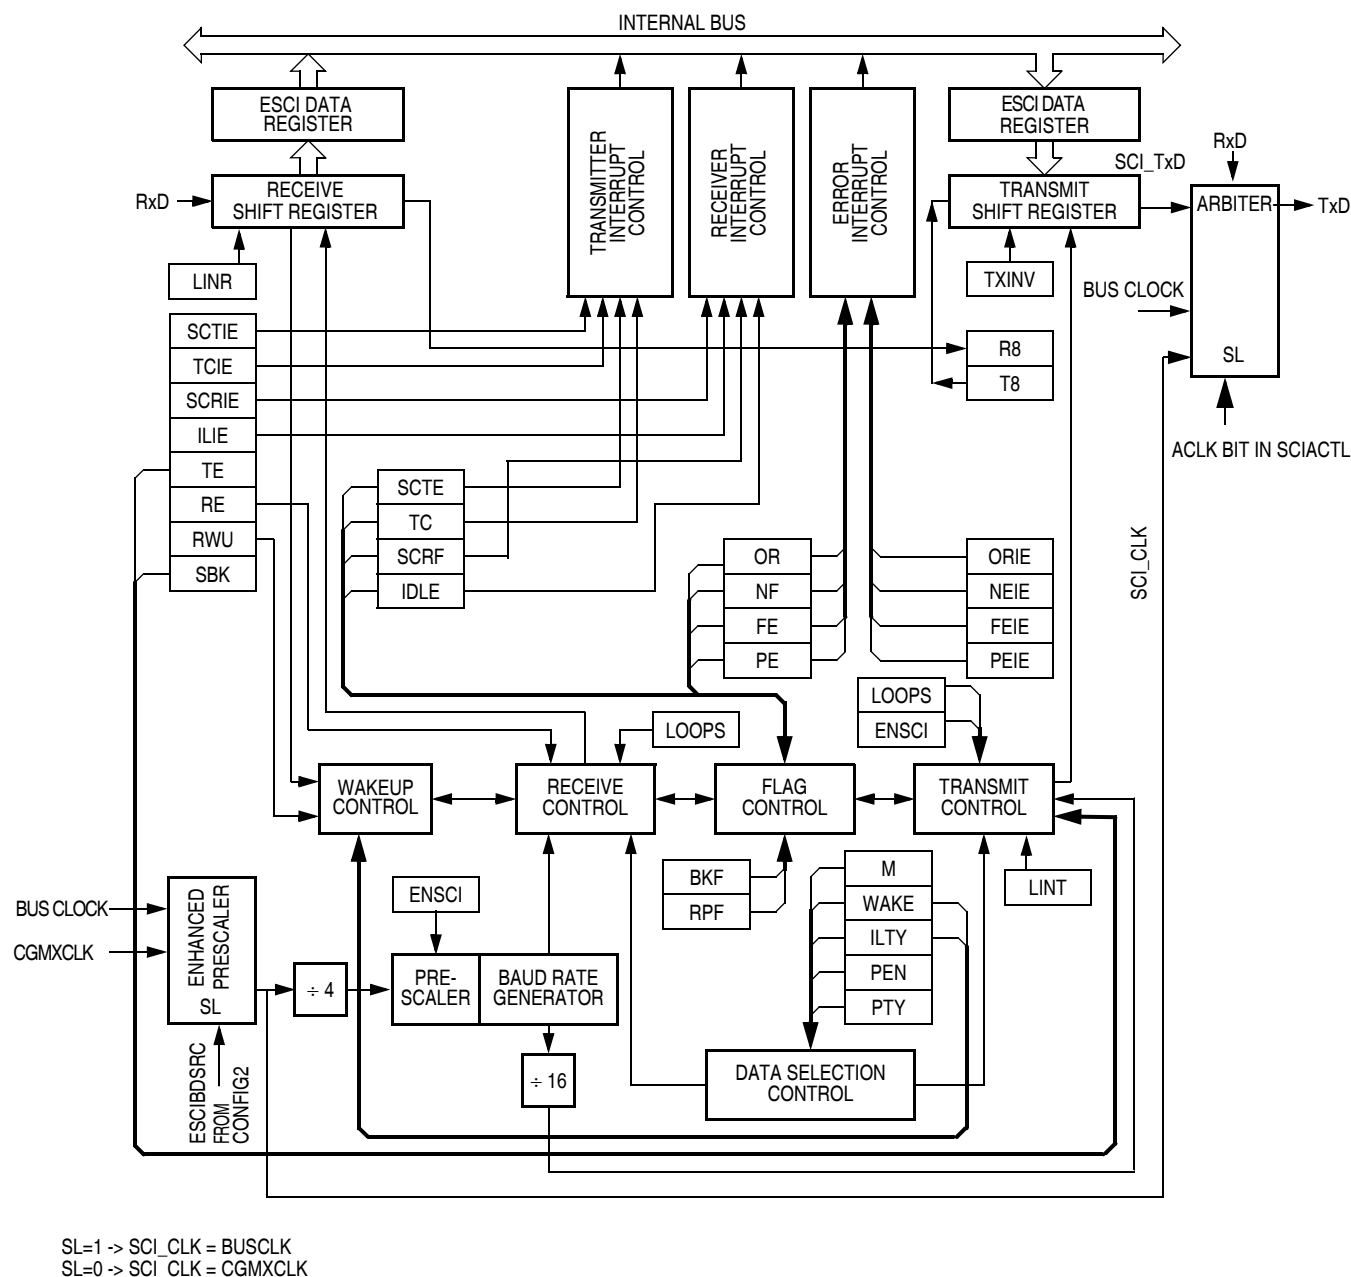 INTERNAL BUS
ESCI DATA
REGISTER
TRANSMITTER
INTERRUPT
CONTROL
RECEIVER
INTERRUPT
CONTROL
ERROR
INTERRUPT
CONTROL
ESCI DATA
REGISTER
RxD
SCI_TxD
RxD
RECEIVE
SHIFT REGISTER
TRANSMIT
SHIFT REGISTER
ARBITER
TxD
LINR
TXINV
BUS CLOCK
SCTIE
TCIE
SCRIE
ILIE
TE
RE
RWU
SBK
R8
T8
SL
ACLK BIT IN SCIACTL
SCTE
TC
SCRF
IDLE
OR
NF
FE
PE
ORIE
NEIE
FEIE
PEIE
SCI_CLK
LOOPS
ENSCI
LOOPS
WAKEUP
CONTROL
RECEIVE
CONTROL
FLAG
CONTROL
TRANSMIT
CONTROL
BKF
RPF
M
WAKE
ILTY
PEN
PTY
LINT
BUS CLOCK
CGMXCLK
ENHANCED
PRESCALER
SL
ENSCI
÷ 4
PRE-
SCALER
BAUD RATE
GENERATOR
÷ 16
DATA SELECTION
CONTROL
ESCIBDSRC
FROM
CONFIG2
SL=1 -> SCI_CLK = BUSCLK
SL=0 -> SCI_CLK = CGMXCLK